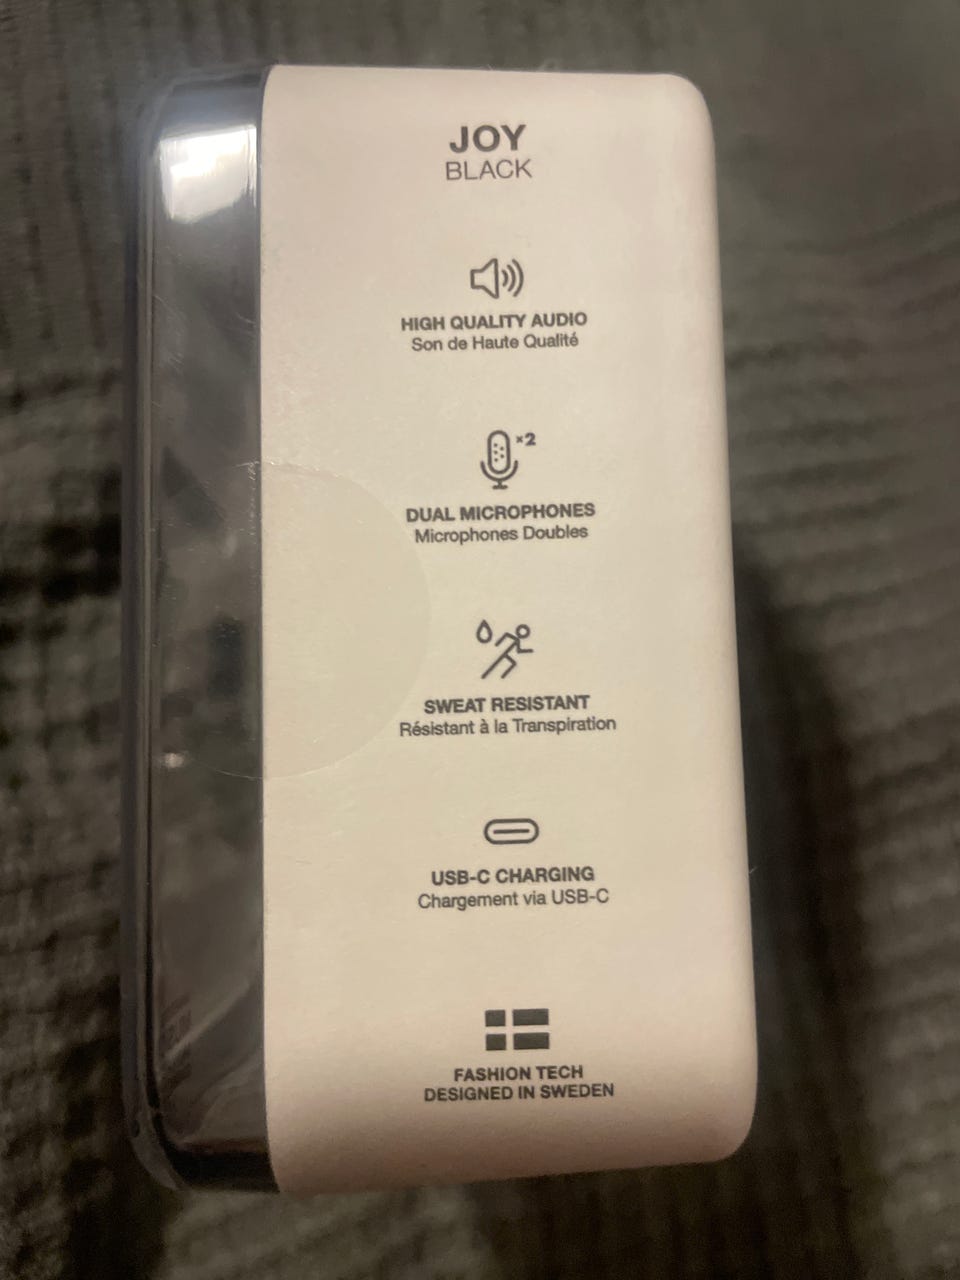 JOY
BLACK
HIGH QUALITY AUDIO
Son de Haute Qualité
×2
DUAL MICROPHONES
Microphones Doubles
SWEAT RESISTANT
Résistant à la Transpiration
USB-C CHARGING
Chargement via USB-C
FASHION TECH
DESIGNED IN SWEDEN